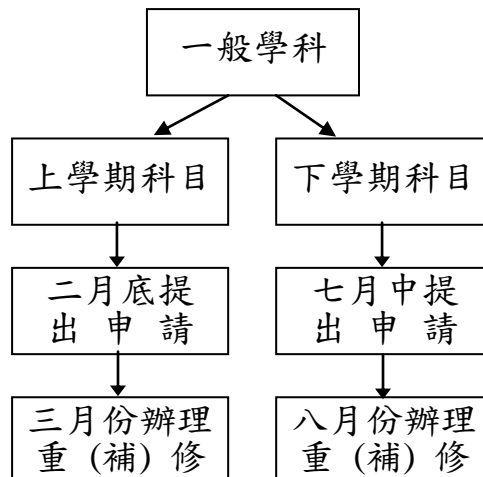 一般學科
上學期科目
下學期科目
二月底提
出申請
七月中提
出申請
三月份辦理
重(補)修
八月份辦理
重(補)修